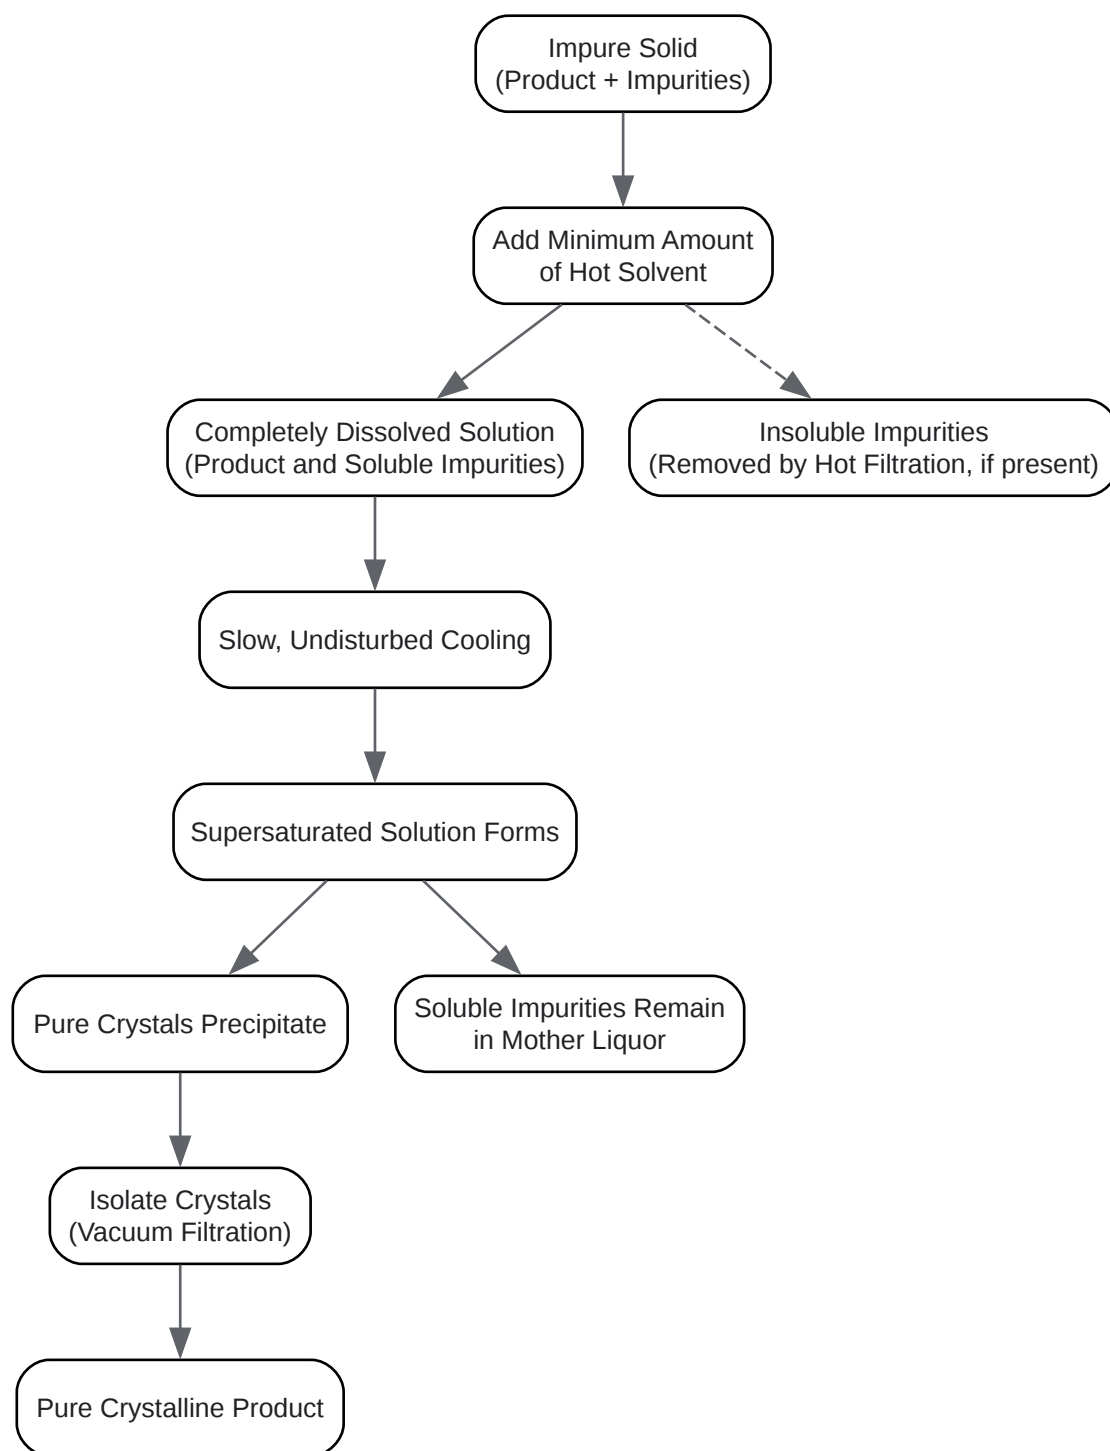 Impure Solid
(Product + Impurities)
Add Minimum Amount
of Hot Solvent
Completely Dissolved Solution
(Product and Soluble Impurities)
Insoluble Impurities
(Removed by Hot Filtration, if present)
Slow, Undisturbed Cooling
Supersaturated Solution Forms
Pure Crystals Precipitate
Soluble Impurities Remain
in Mother Liquor
Isolate Crystals
(Vacuum Filtration)
Pure Crystalline Product